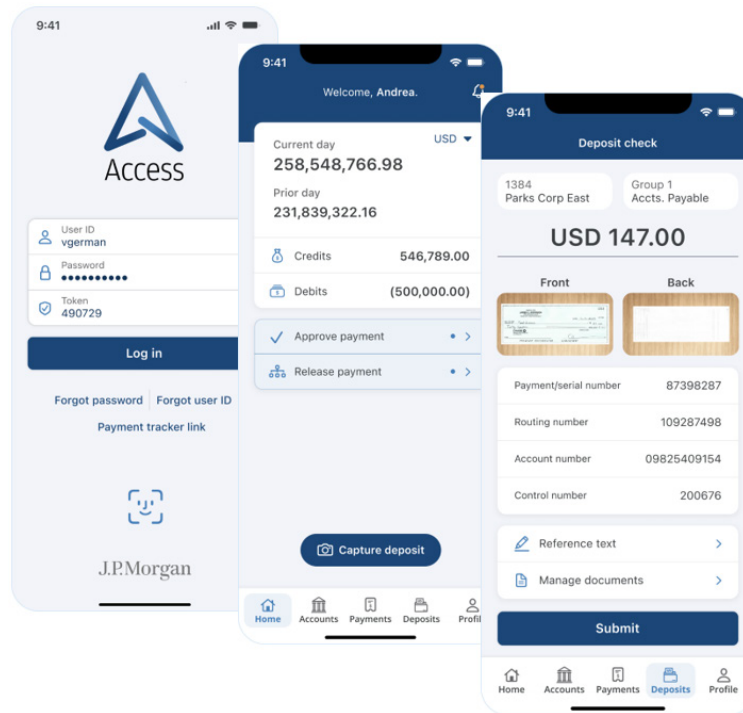 9:41
Access
User ID
vgerman
Password
••••••••••
Token
490729
Log in
Forgot password Forgot user ID
Payment tracker link
J.P.Morgan
9:41
Welcome, Andrea.
USD
Current day
258,548,766.98
Prior day
231,839,322.16
Credits 546,789.00
Debits (500,000.00)
Approve payment
Release payment
Capture deposit
Home Accounts Payments Deposits Profil
9:41
Deposit check
1384
Parks Corp East
Group 1
Accts. Payable
USD 147.00
Front Back
Payment/serial number 87398287
Routing number 109287498
Account number 09825409154
Control number 200676
Reference text
Manage documents
Submit
Home Accounts Payments Deposits Profile